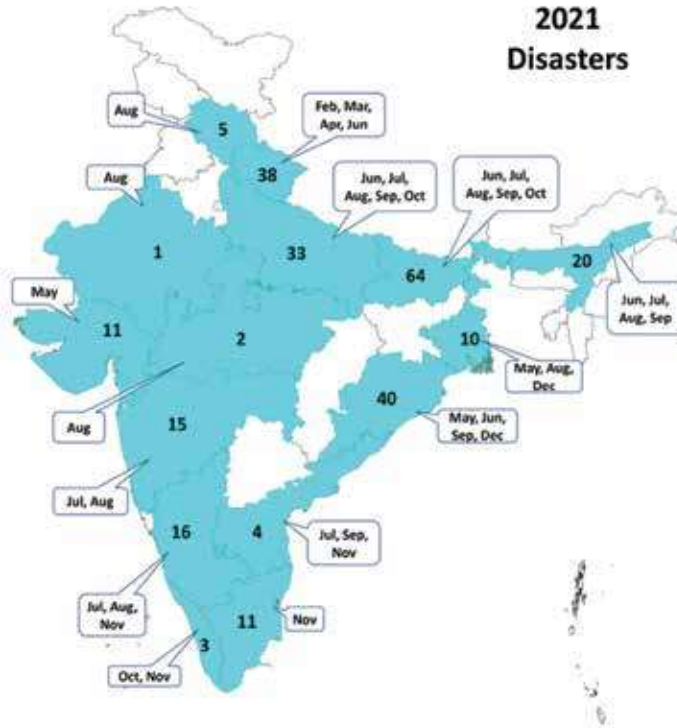 2021
Disasters
Aug
5
Feb, Mar,
Apr, Jun
38
Aug
Jun, Jul,
Aug, Sep, Oct
Jun, Jul,
Aug, Sep, Oct
1
33
64
20
May
11
2
10
Jun, Jul,
Aug, Sep
May, Aug,
Dec
Aug
15
40
May, Jun,
Sep, Dec
Jul, Aug
16
4
Jul, Sep,
Nov
Jul, Aug,
Nov
11
Nov
3
Oct, Nov